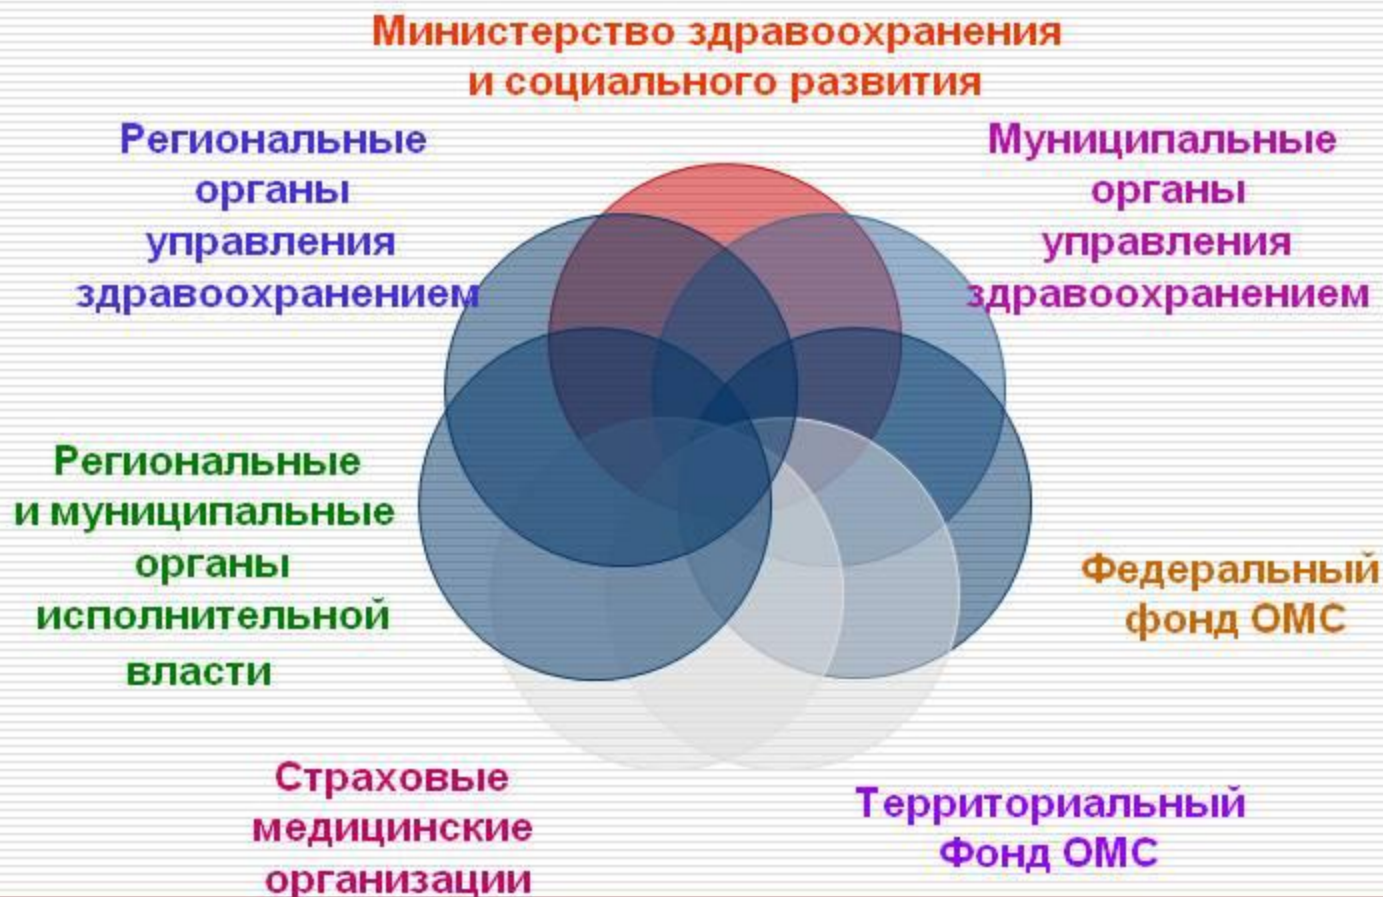 Министерство здравоохранения
и социального развития
Региональные
органы
управления
здравоохранением
Муниципальные
органы
управления
здравоохранением
Региональные
и муниципальные
органы
исполнительной
власти
Федеральный
фонд ОМС
Страховые
медицинские
организации
Территориальный
Фонд ОМС